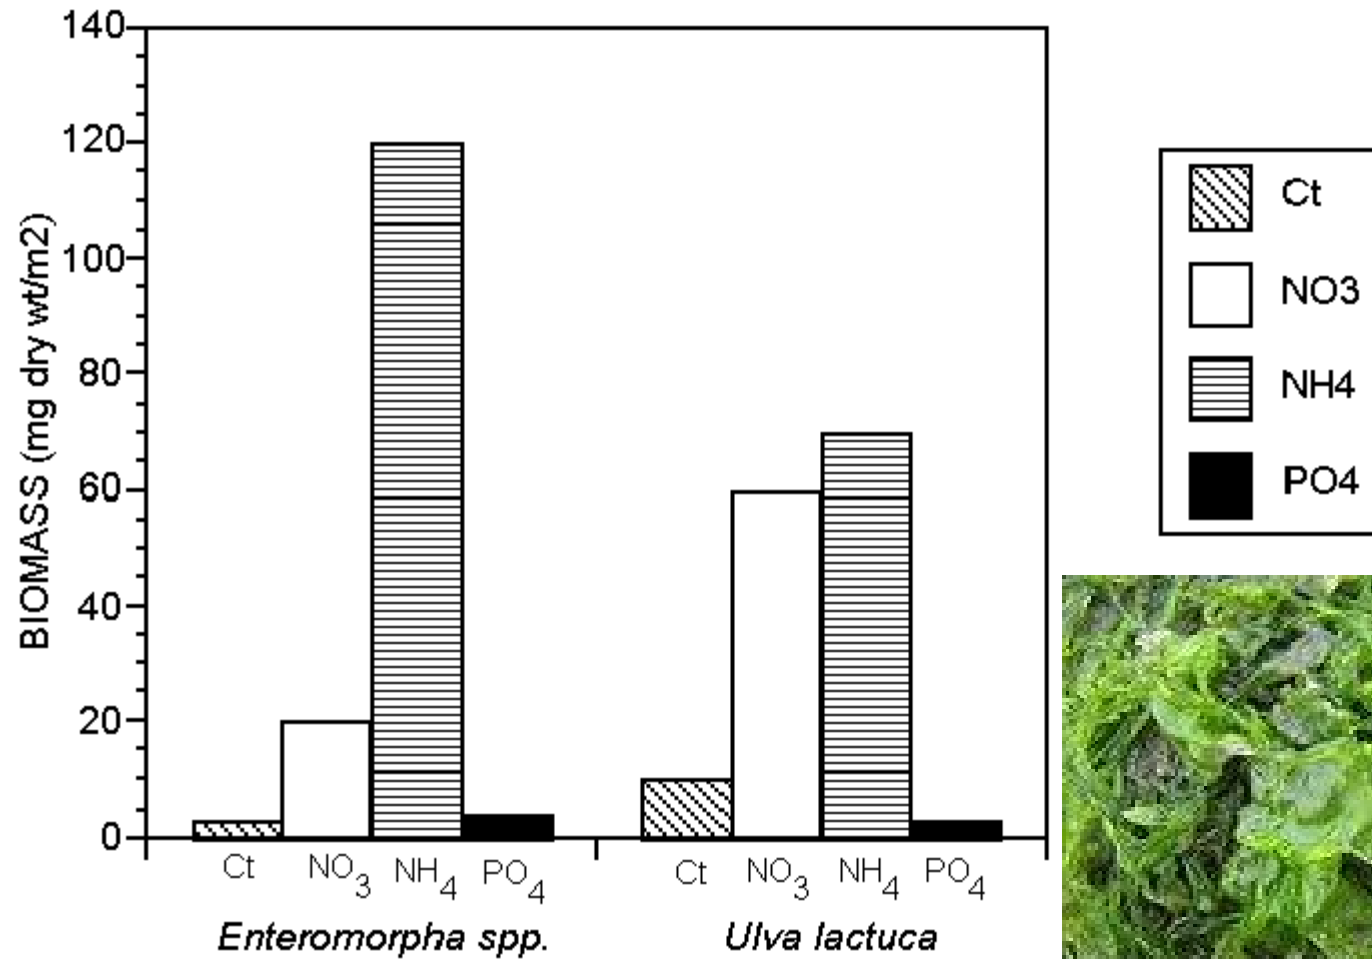 BIOMASS (mg dry wt/m2)
140
120
100
80
60
40
20
0
Ct NO3 NH4 PO4 Ct NO3 NH4 PO4
Enteromorpha spp. Ulva lactuca
Ct
NO3
NH4
PO4